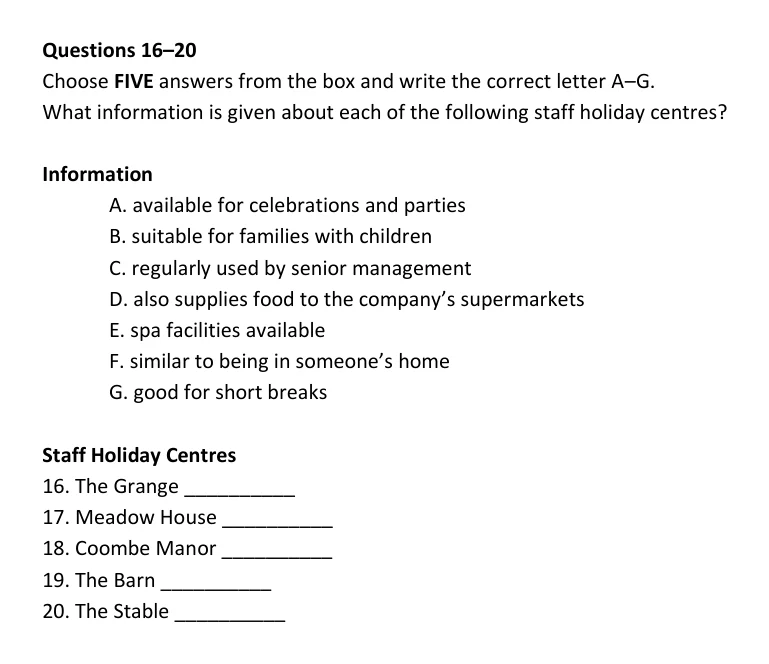 Questions 16–20
Choose FIVE answers from the box and write the correct letter A–G.
What information is given about each of the following staff holiday centres?
Information
A. available for celebrations and parties
B. suitable for families with children
C. regularly used by senior management
D. also supplies food to the company’s supermarkets
E. spa facilities available
F. similar to being in someone’s home
G. good for short breaks
Staff Holiday Centres
16. The Grange __________
17. Meadow House __________
18. Coombe Manor __________
19. The Barn __________
20. The Stable __________